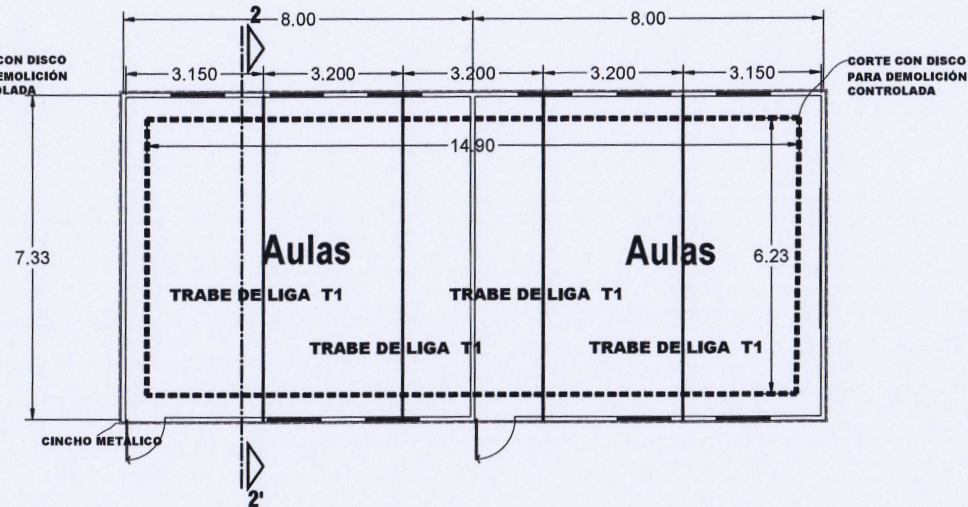 8.00
8.00
2
CON DISCO
EMOLICIÓN
OLADA
CORTE CON DISCO
PARA DEMOLICIÓN
CONTROLADA
3.150
3.200
3.200
3.200
3.150
14.90
7.33
Aulas
Aulas
6.23
TRABE DE LIGA T1
TRABE DE LIGA T1
TRABE DE LIGA T1
TRABE DE LIGA T1
CINCHO METÁLICO
2'